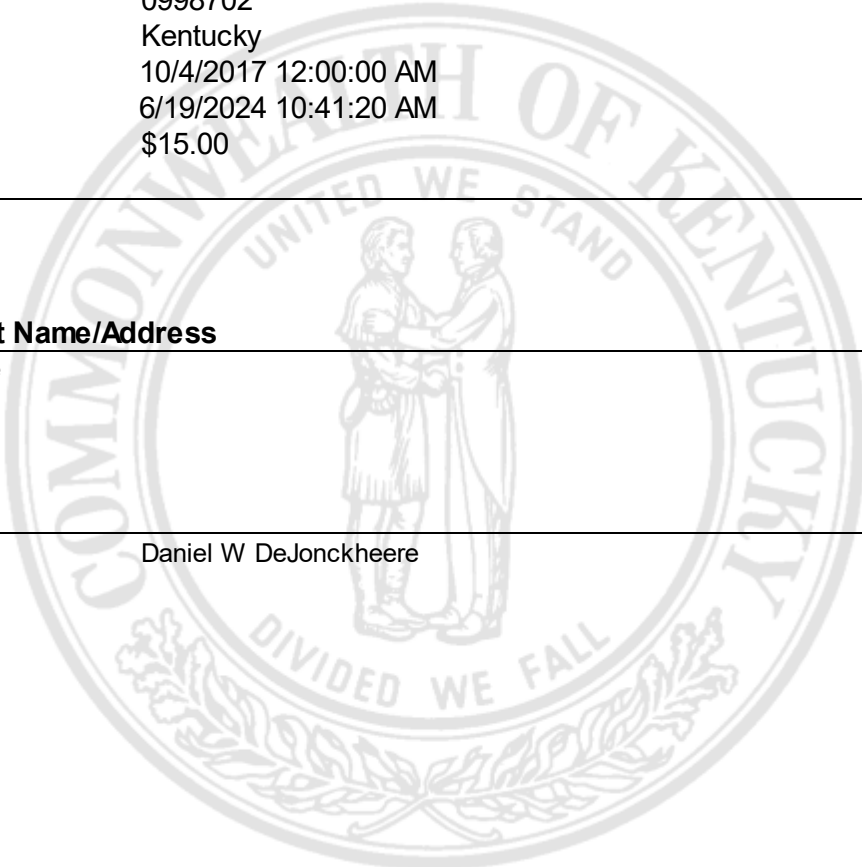 0998702
Kentucky
10/4/2017 12:00:00 AM
6/19/2024 10:41:20 AM
$15.00
t Name/Address
Daniel W DeJonckheere
COMMONWEALTH OF KENTUCKY
UNITED WE STAND
DIVIDED WE FALL